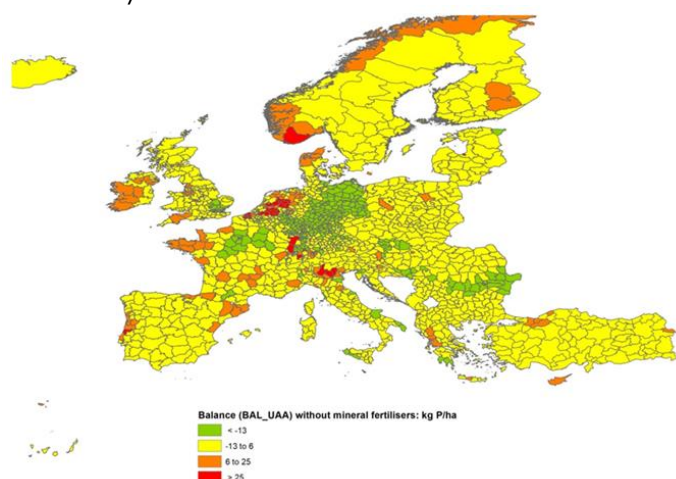 Balance (BAL_UAA) without mineral fertilisers: kg P/ha
< -13
-13 to 6
6 to 25
> 25